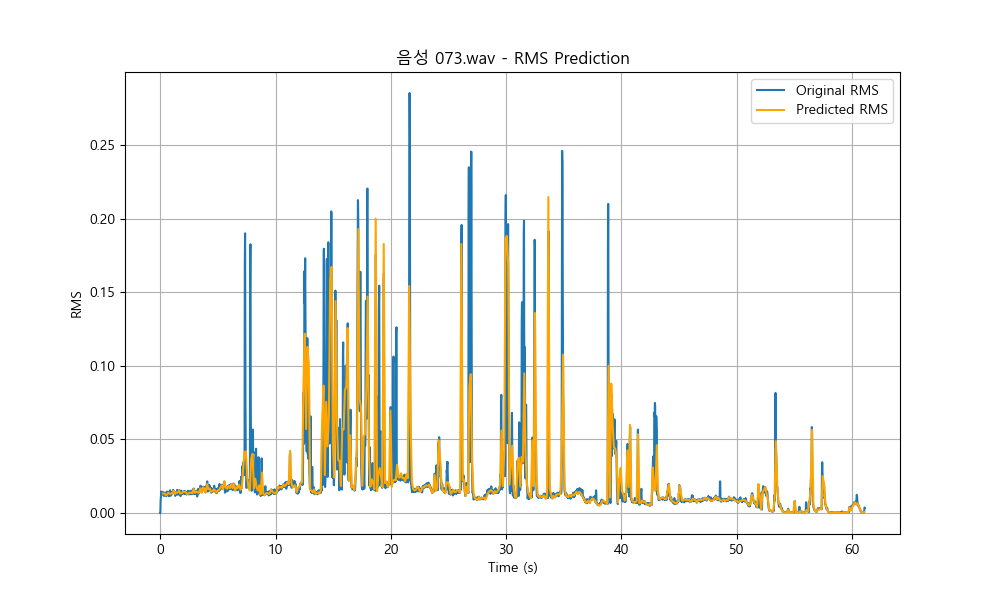 음성 073.wav - RMS Prediction
Original RMS
Predicted RMS
0.25
0.20
0.15
0.10
0.05
0.00
RMS
0 10 20 30 40 50 60
Time (s)